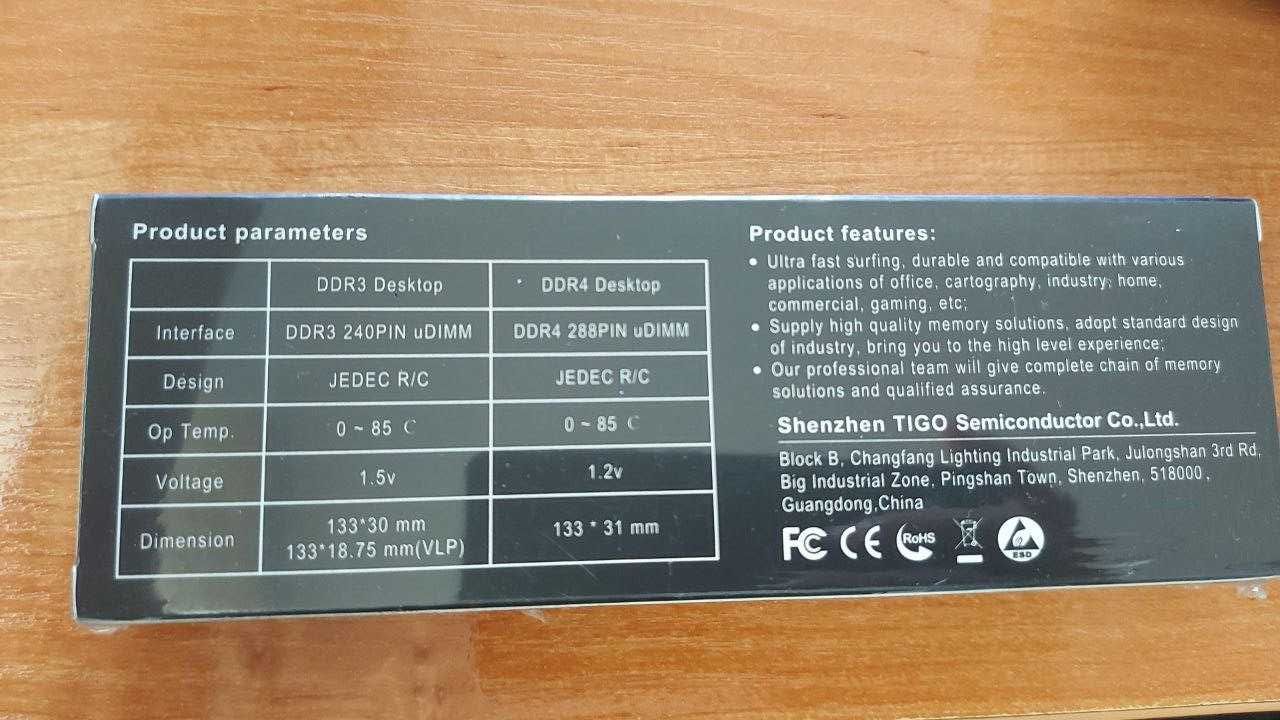 Product parameters
DDR3 Desktop DDR4 Desktop
Interface DDR3 240PIN uDIMM DDR4 288PIN uDIMM
Design JEDEC R/C JEDEC R/C
Op Temp. 0 ~ 85 C 0 ~ 85 C
Voltage 1.5v 1.2v
Dimension 133*30 mm 133 * 31 mm
133*18.75 mm(VLP)
Product features:
• Ultra fast surfing, durable and compatible with various
applications of office, cartography, industry, home,
commercial, gaming, etc;
• Supply high quality memory solutions, adopt standard design
of industry, bring you to the high level experience;
• Our professional team will give complete chain of memory
solutions and qualified assurance.
Shenzhen TIGO Semiconductor Co.,Ltd.
Block B, Changfang Lighting Industrial Park, Julongshan 3rd Rd,
Big Industrial Zone, Pingshan Town, Shenzhen, 518000,
Guangdong,China
FC CE RoHS ESD